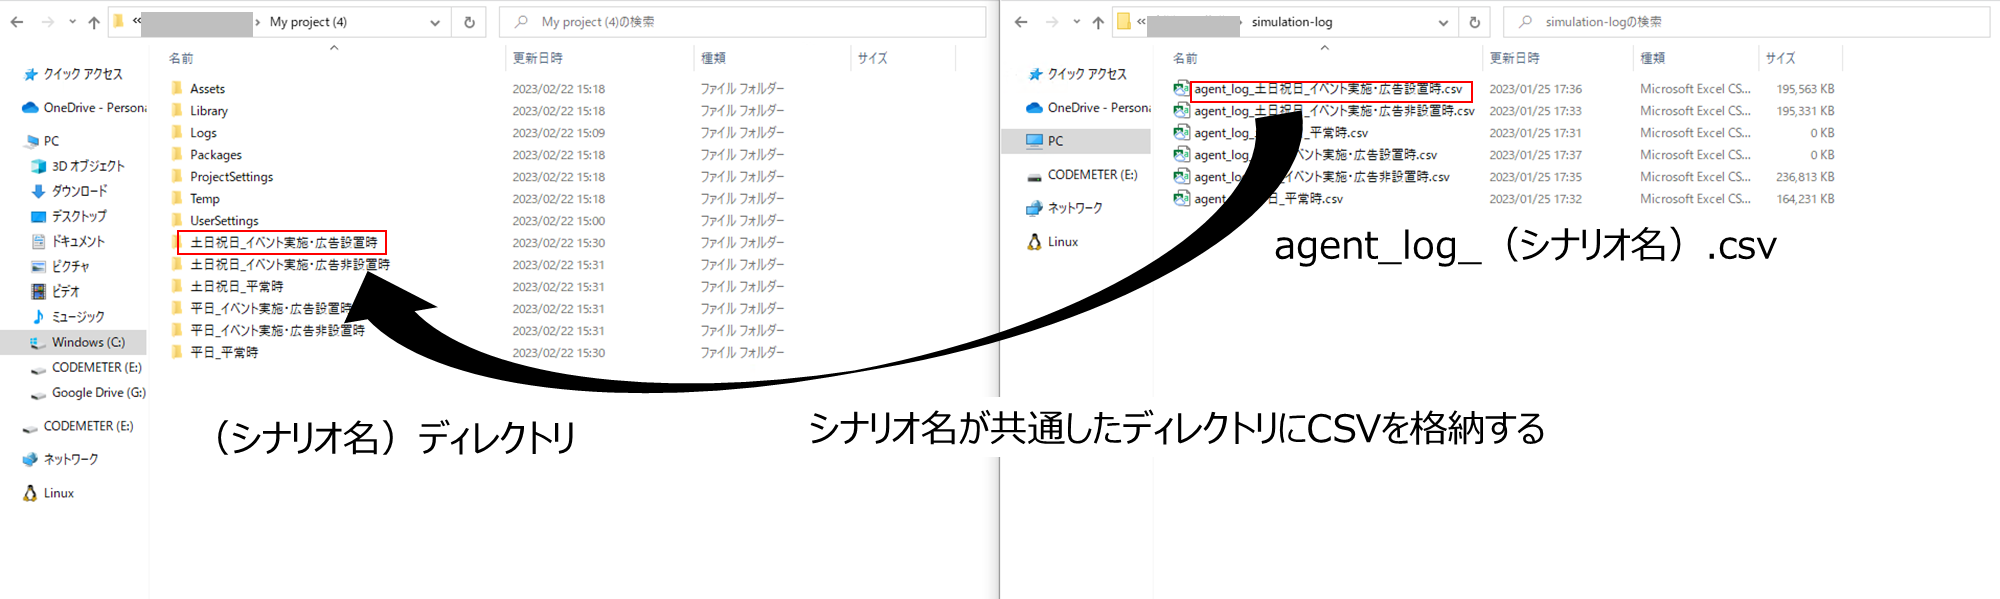 « › My project (4)
My project (4)の検索
名前 更新日時 種類 サイズ
クイック アクセス
OneDrive - Persona
PC
3D オブジェクト
ダウンロード
デスクトップ
ドキュメント
ピクチャ
ビデオ
ミュージック
Windows (C:)
CODEMETER (E:)
Google Drive (G:)
CODEMETER (E:)
ネットワーク
Linux
Assets 2023/02/22 15:18 ファイル フォルダー
Library 2023/02/22 15:18 ファイル フォルダー
Logs 2023/02/22 15:09 ファイル フォルダー
Packages 2023/02/22 15:18 ファイル フォルダー
ProjectSettings 2023/02/22 15:18 ファイル フォルダー
Temp 2023/02/22 15:18 ファイル フォルダー
UserSettings 2023/02/22 15:00 ファイル フォルダー
土日祝日_イベント実施・広告設置時 2023/02/22 15:30 ファイル フォルダー
土日祝日_イベント実施・広告非設置時 2023/02/22 15:31 ファイル フォルダー
土日祝日_平常時 2023/02/22 15:31 ファイル フォルダー
平日_イベント実施・広告設置時 2023/02/22 15:31 ファイル フォルダー
平日_イベント実施・広告非設置時 2023/02/22 15:31 ファイル フォルダー
平日_平常時 2023/02/22 15:30 ファイル フォルダー
（シナリオ名）ディレクトリ
« › simulation-log
simulation-logの検索
名前 更新日時 種類 サイズ
クイック アクセス
OneDrive - Persona
PC
CODEMETER (E:)
ネットワーク
Linux
agent_log_土日祝日_イベント実施・広告設置時.csv 2023/01/25 17:36 Microsoft Excel CS... 195,563 KB
agent_log_土日祝日_イベント実施・広告非設置時.csv 2023/01/25 17:33 Microsoft Excel CS... 195,331 KB
agent_log_ _平常時.csv 2023/01/25 17:31 Microsoft Excel CS... 0 KB
agent_log_ イベント実施・広告設置時.csv 2023/01/25 17:37 Microsoft Excel CS... 0 KB
agent_log _イベント実施・広告非設置時.csv 2023/01/25 17:35 Microsoft Excel CS... 236,813 KB
agent_log _平常時.csv 2023/01/25 17:32 Microsoft Excel CS... 164,231 KB
agent_log_（シナリオ名）.csv
シナリオ名が共通したディレクトリにCSVを格納する